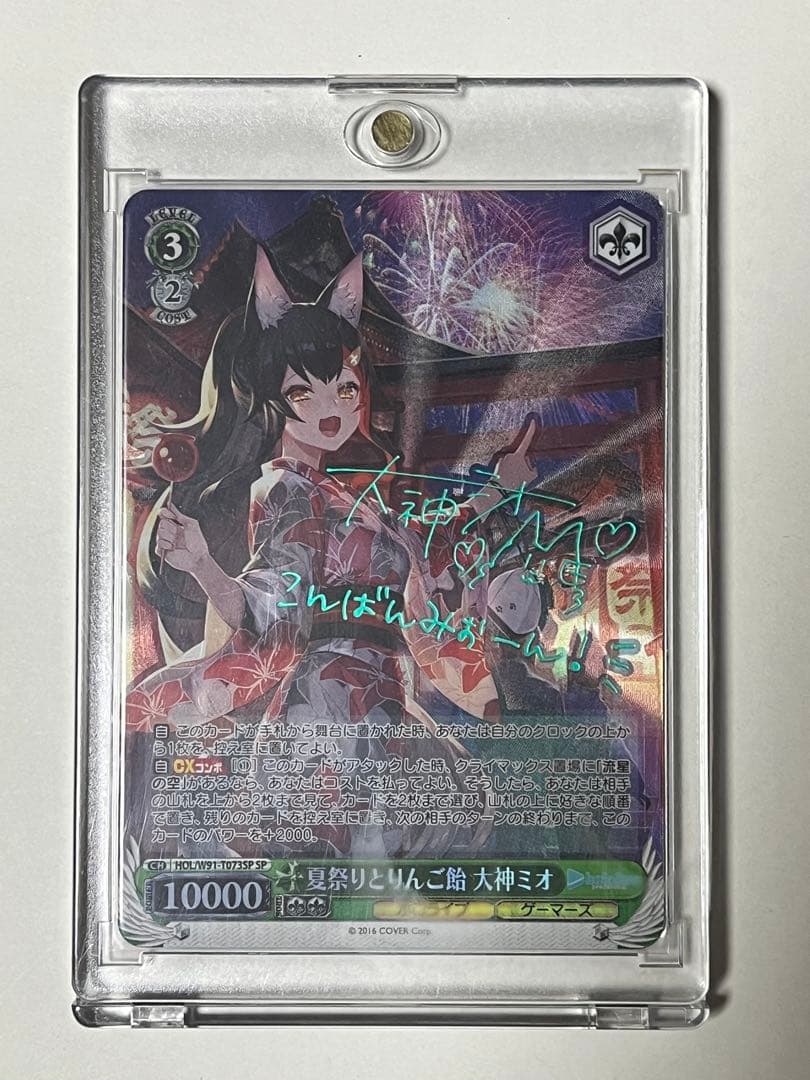 LEVEL
3
2
COST
祭
大神ミオ
こんばんみぉーん!!
自 このカードが手札から舞台に置かれた時、あなたは自分のクロックの上か
ら1枚を、控え室に置いてよい。
自 CXコンボ [①] このカードがアタックした時、クライマックス置場に「流星
の空」があるなら、あなたはコストを払ってよい。そうしたら、あなたは相手
の山札を上から2枚まで見て、カードを2枚まで選び、山札の上に好きな順番
で置き、残りのカードを控え室に置き、次の相手のターンの終わりまで、この
カードのパワーを+2000。
CH HOL/W91-T073SP SP
10000
夏祭りとりんご飴 大神ミオ
ホロライブ ゲーマーズ
© 2016 COVER Corp.